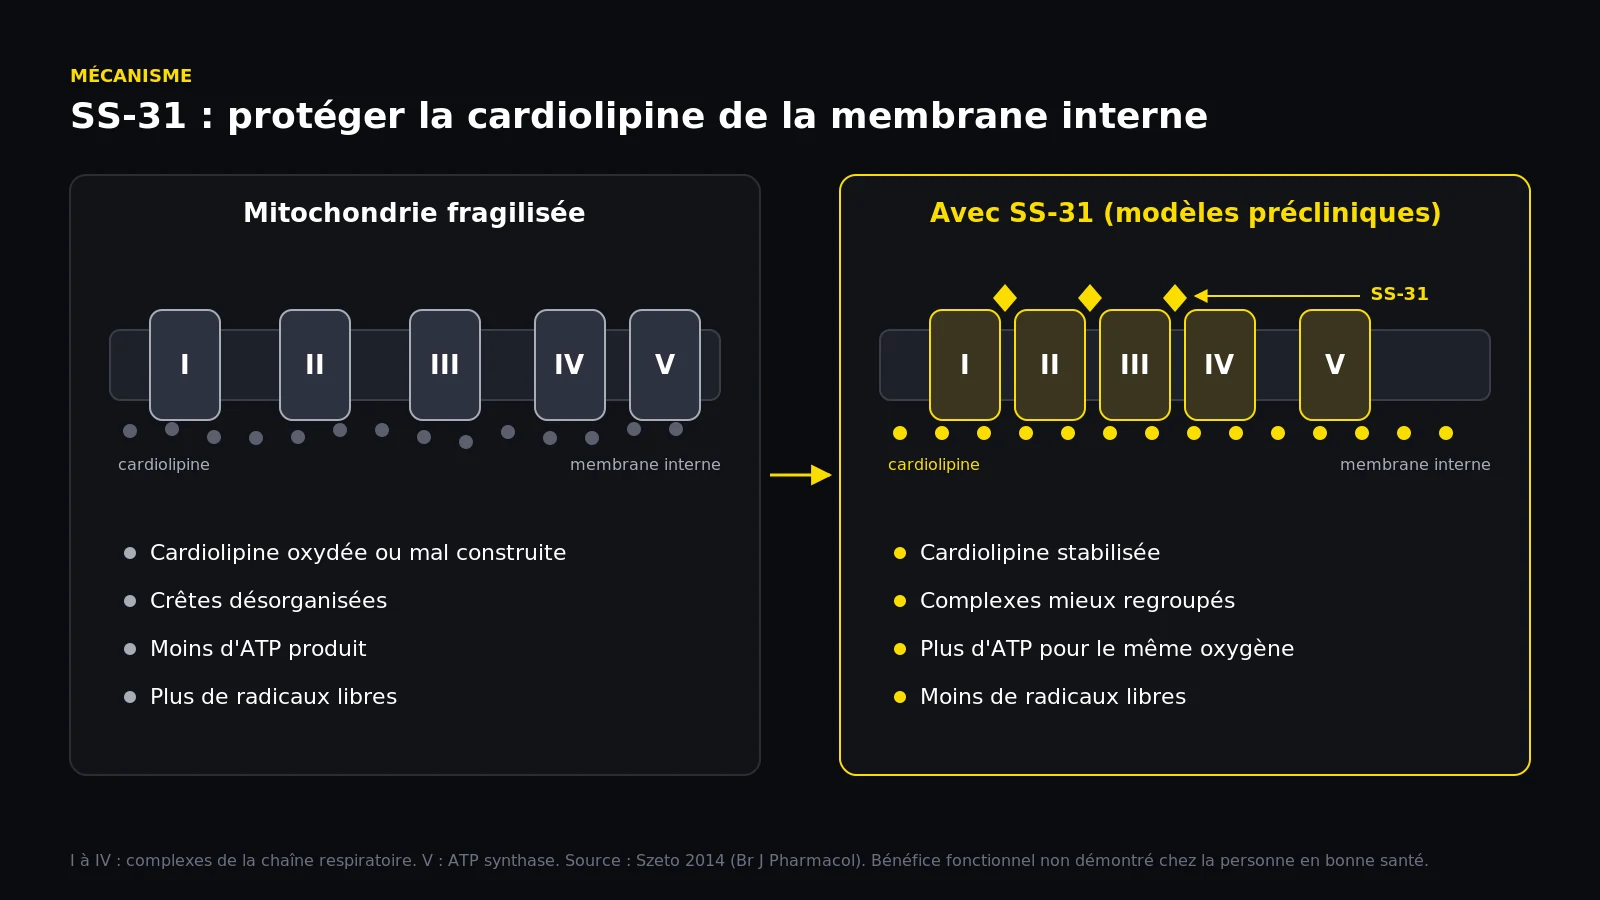 MÉCANISME
SS-31 : protéger la cardiolipine de la membrane interne
Mitochondrie fragilisée
I
II
III
IV
V
cardiolipine
membrane interne
Cardiolipine oxydée ou mal construite
Crêtes désorganisées
Moins d'ATP produit
Plus de radicaux libres
Avec SS-31 (modèles précliniques)
SS-31
I
II
III
IV
V
cardiolipine
membrane interne
Cardiolipine stabilisée
Complexes mieux regroupés
Plus d'ATP pour le même oxygène
Moins de radicaux libres
I à IV : complexes de la chaîne respiratoire. V : ATP synthase. Source : Szeto 2014 (Br J Pharmacol). Bénéfice fonctionnel non démontré chez la personne en bonne santé.